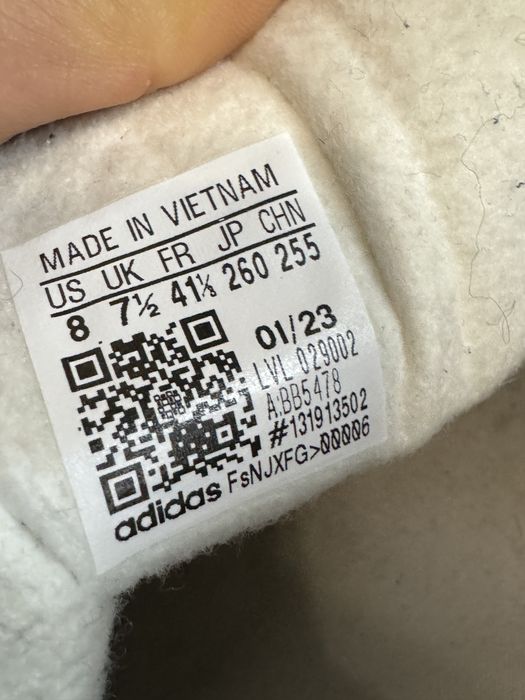 MADE IN VIETNAM
US UK FR JP CHN
8 7½ 41⅓ 260 255
01/23
LVL 029002
A:BB5478
#131913502
adidas FsNJXFG>00006